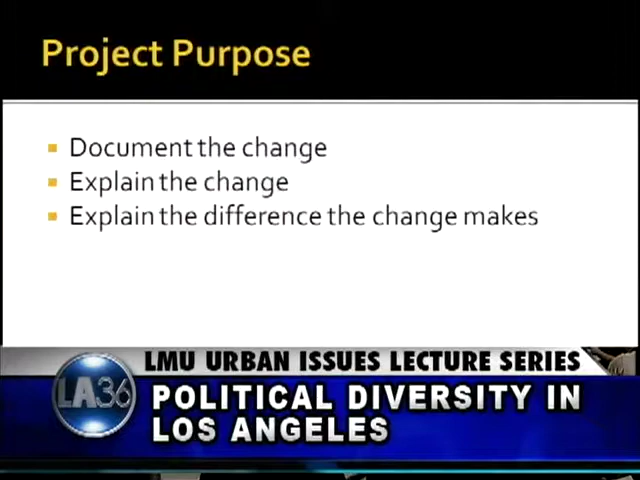 Project Purpose
Document the change
Explain the change
Explain the difference the change makes
LMU URBAN ISSUES LECTURE SERIES
LA36
POLITICAL DIVERSITY IN
LOS ANGELES